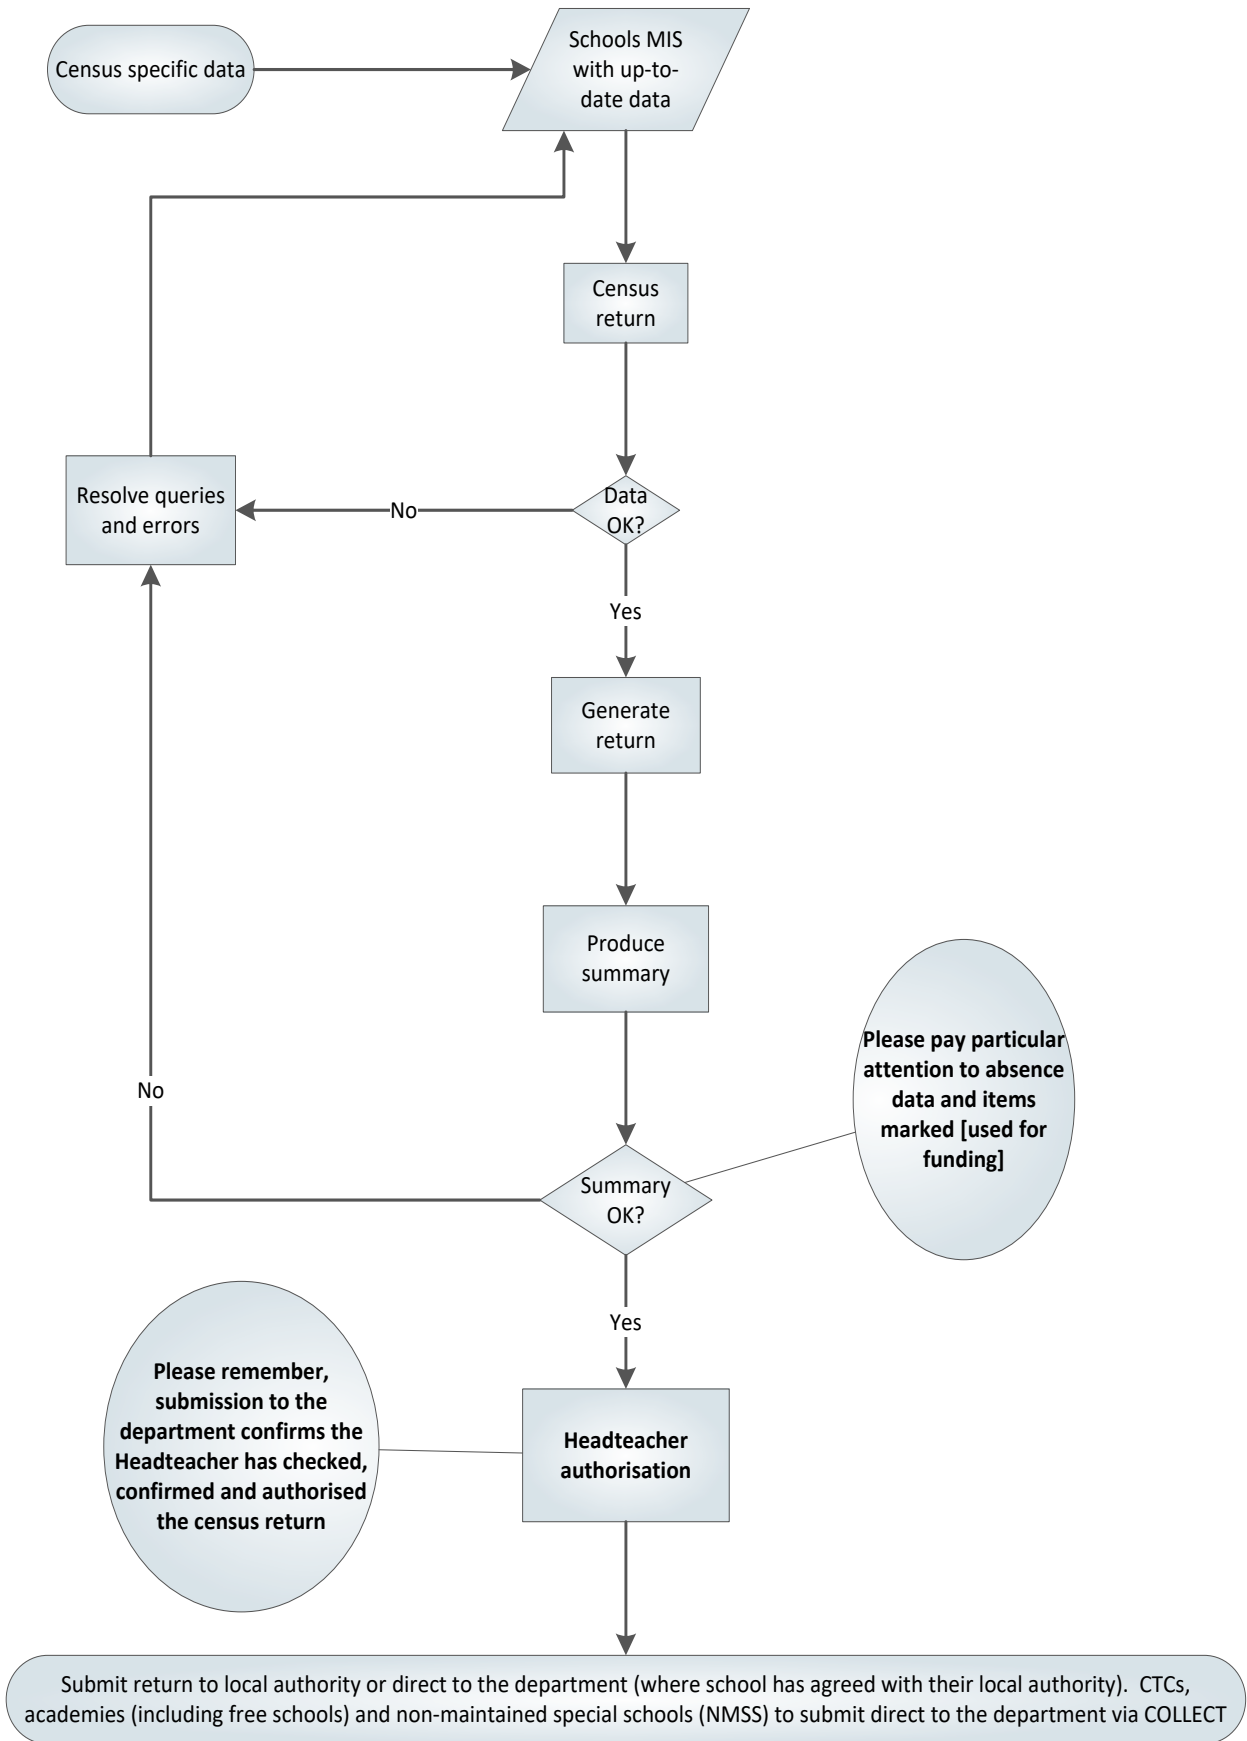 Census specific data
Schools MIS
with up-to-
date data
Census
return
Resolve queries
and errors
No
Data
OK?
Yes
Generate
return
Produce
summary
Please pay particular
attention to absence
data and items
marked [used for
funding]
No
Summary
OK?
Yes
Please remember,
submission to the
department confirms the
Headteacher has checked,
confirmed and authorised
the census return
Headteacher
authorisation
Submit return to local authority or direct to the department (where school has agreed with their local authority).  CTCs,
academies (including free schools) and non-maintained special schools (NMSS) to submit direct to the department via COLLECT